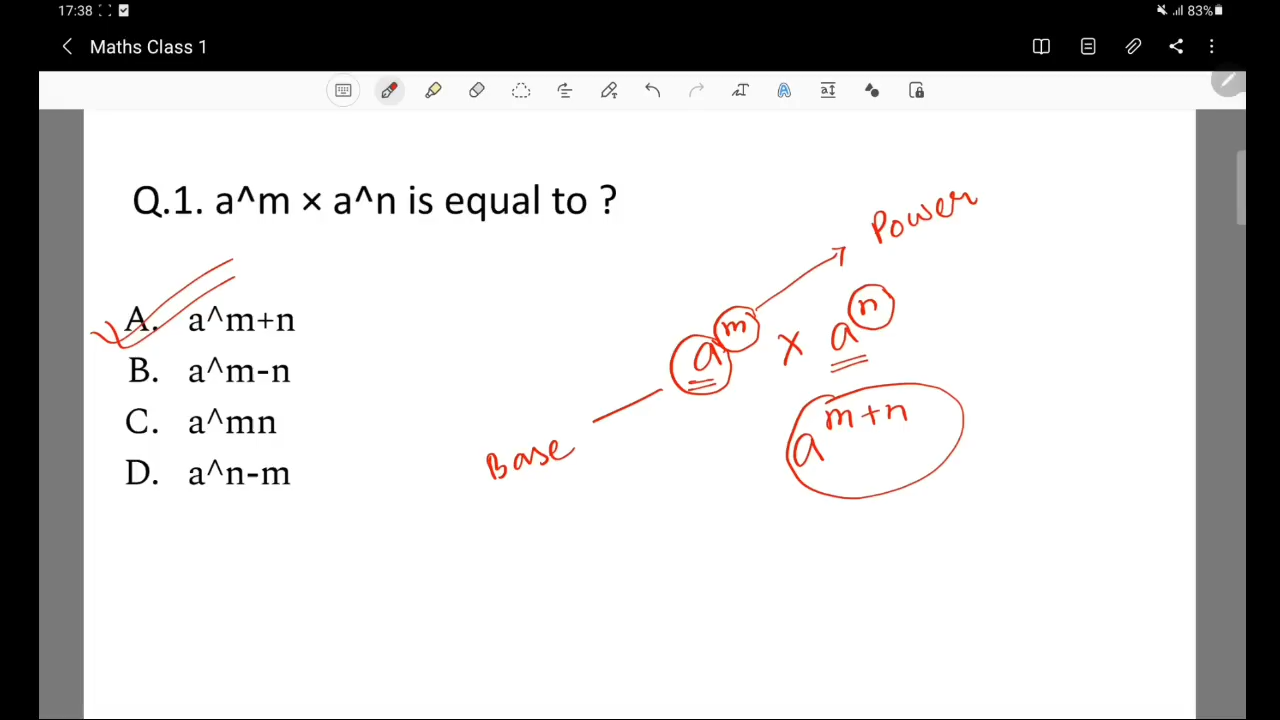 17:38
83%
Maths Class 1
Q.1. a^m × a^n is equal to ?
A. a^m+n
B. a^m-n
C. a^mn
D. a^n-m
Power
a^m × a^n
Base
a^m+n